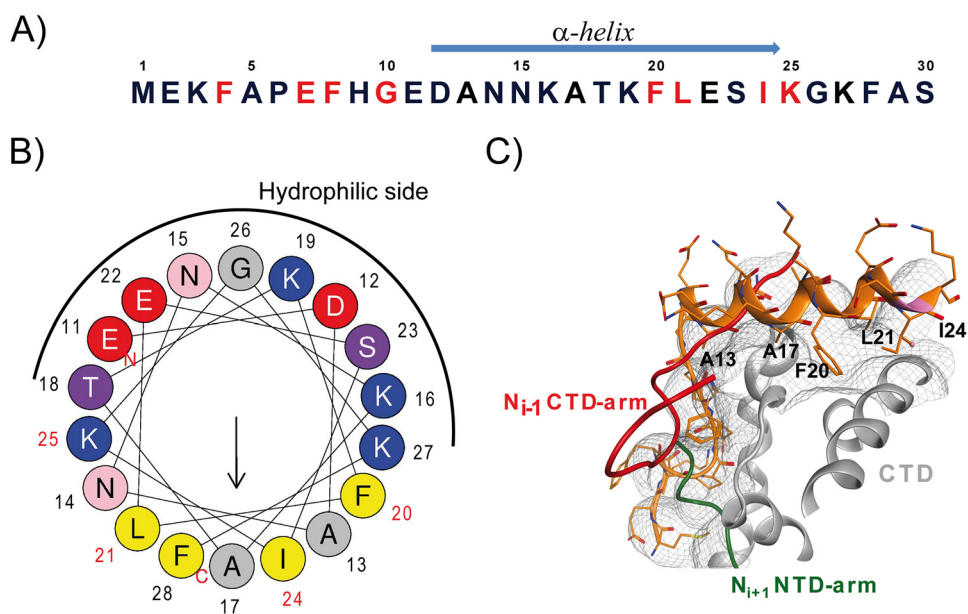 A)
α-helix
1 5 10 15 20 25 30
MEKFAPEFHGEDANNKATKFLESIKGKFAS
B)
Hydrophilic side
26
15 19
G
N K
22 12
E D
11 23
E S
N
18 T K 16
25 K K 27
N F
14 20
L A
21 F I 13
C A
28 24
17
C)
I24
L21
A13 A17
F20
Ni-1 CTD-arm
CTD
Ni+1 NTD-arm